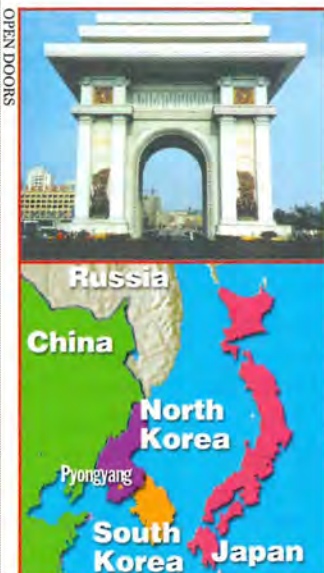 OPEN DOORS
Russia
China
North
Korea
Pyongyang
South
Korea
Japan